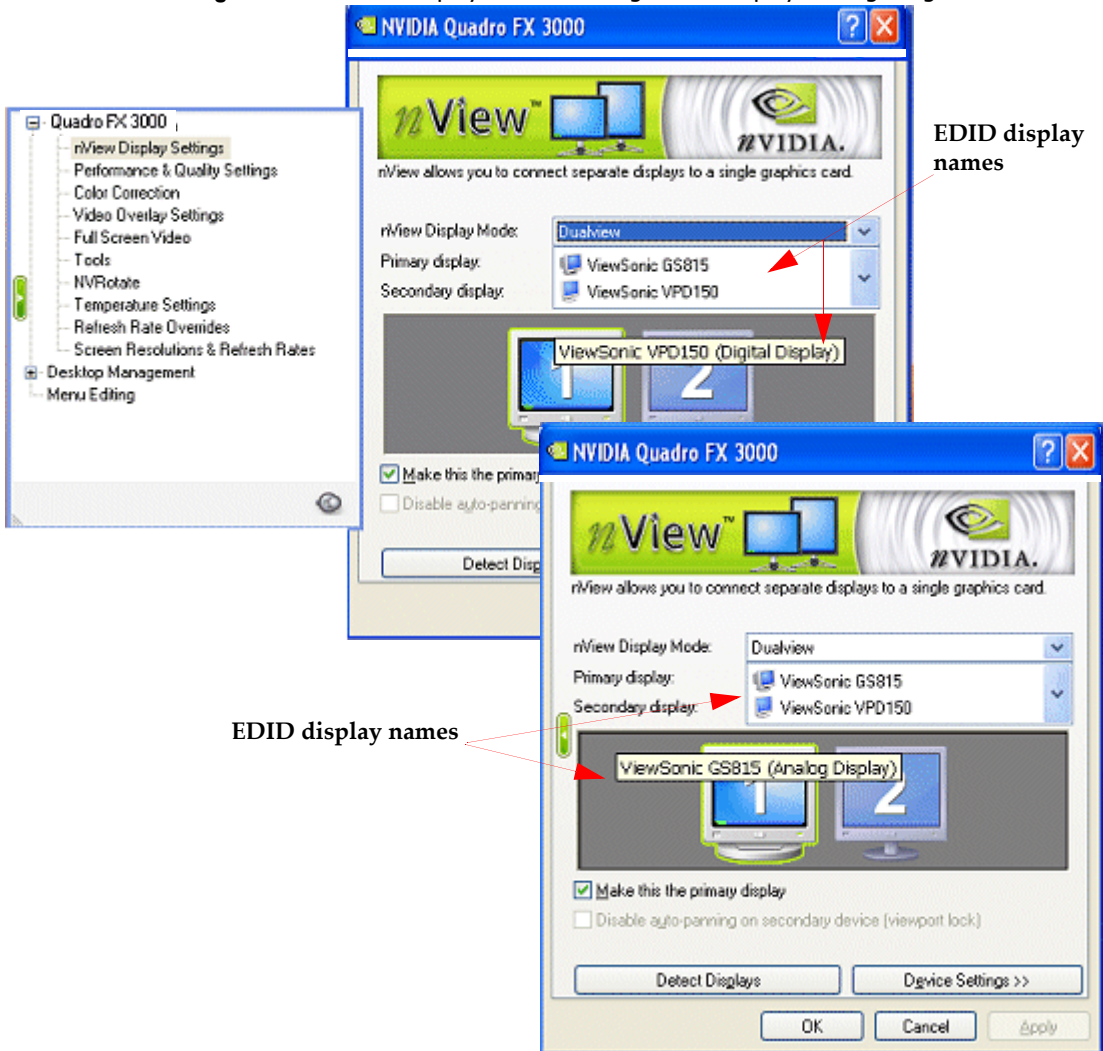 NVIDIA Quadro FX 3000
nView™
nVIDIA.
nView allows you to connect separate displays to a single graphics card.
EDID display
names
Quadro FX 3000
nView Display Settings
Performance & Quality Settings
Color Correction
Video Overlay Settings
Full Screen Video
Tools
NVRotate
Temperature Settings
Refresh Rate Overrides
Screen Resolutions & Refresh Rates
Desktop Management
Menu Editing
nView Display Mode: Dualview
Primary display: ViewSonic GS815
Secondary display: ViewSonic VPD150
ViewSonic VPD150 (Digital Display)
1 2
Make this the primary
Disable auto-panning
Detect Disp
NVIDIA Quadro FX 3000
nView™
nVIDIA.
nView allows you to connect separate displays to a single graphics card.
nView Display Mode: Dualview
Primary display: ViewSonic GS815
Secondary display: ViewSonic VPD150
EDID display names
ViewSonic GS815 (Analog Display)
1 2
Make this the primary display
Disable auto-panning on secondary device (viewport lock)
Detect Displays Device Settings >>
OK Cancel Apply